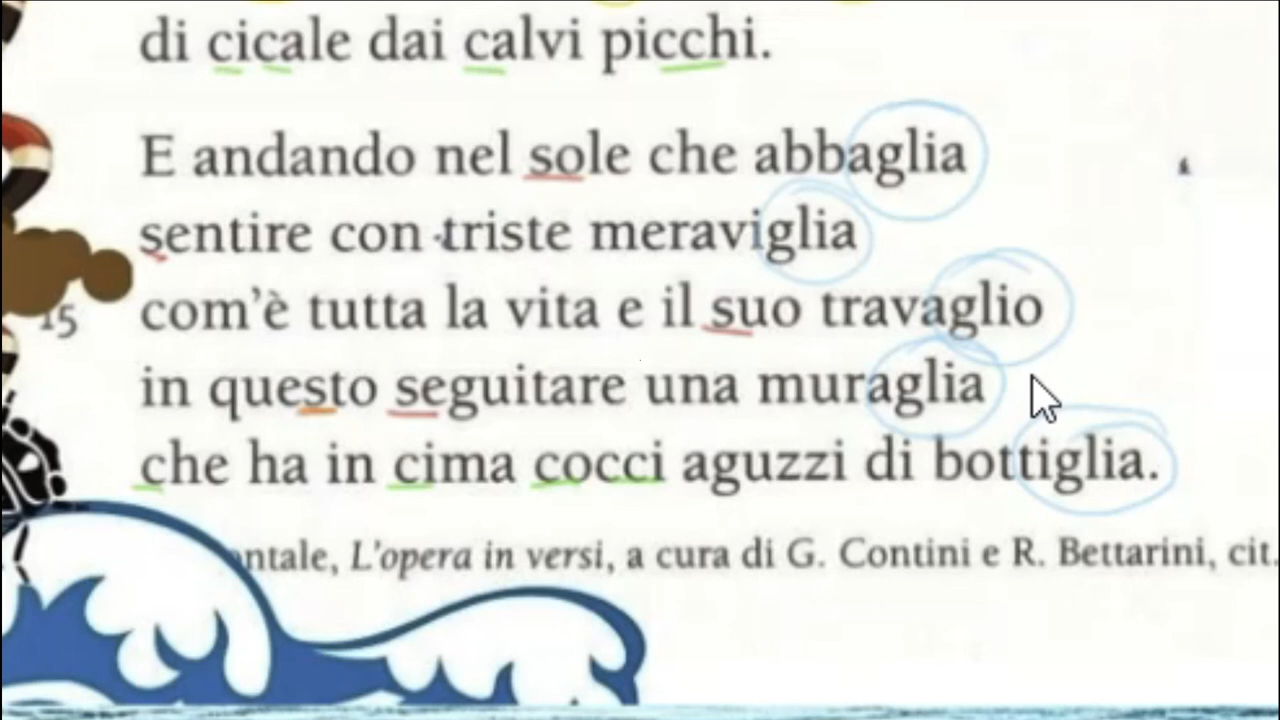 di cicale dai calvi picchi.
E andando nel sole che abbaglia
sentire con triste meraviglia
com'è tutta la vita e il suo travaglio
15
in questo seguitare una muraglia
che ha in cima cocci aguzzi di bottiglia.
ntale, L'opera in versi, a cura di G. Contini e R. Bettarini, cit.